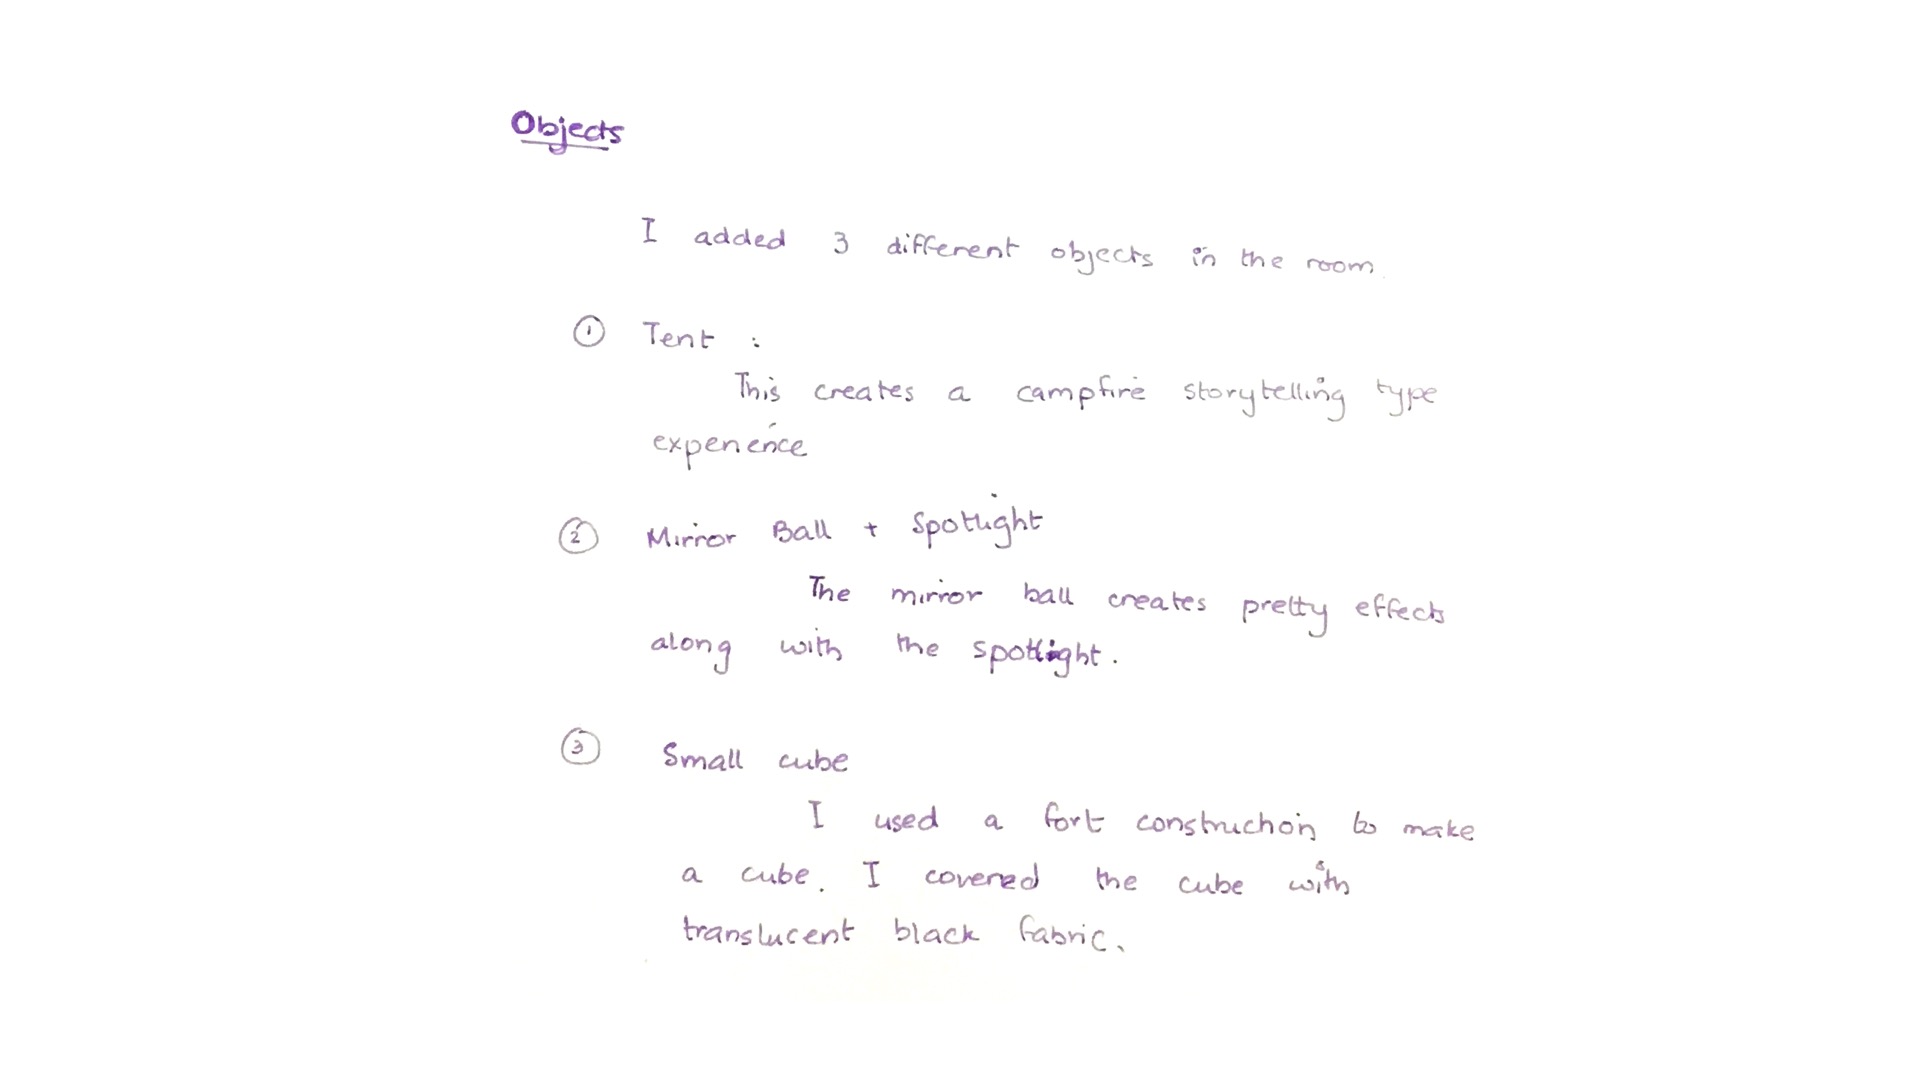 Objects
I added 3 different objects in the room
① Tent :
This creates a campfire storytelling type
experience
② Mirror Ball + Spotlight
The mirror ball creates pretty effects
along with the spotlight.
③ Small cube
I used a fort construction to make
a cube. I covered the cube with
translucent black fabric.